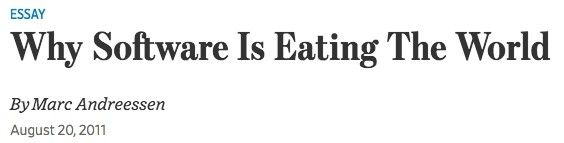 ESSAY
Why Software Is Eating The World
By Marc Andreessen
August 20, 2011